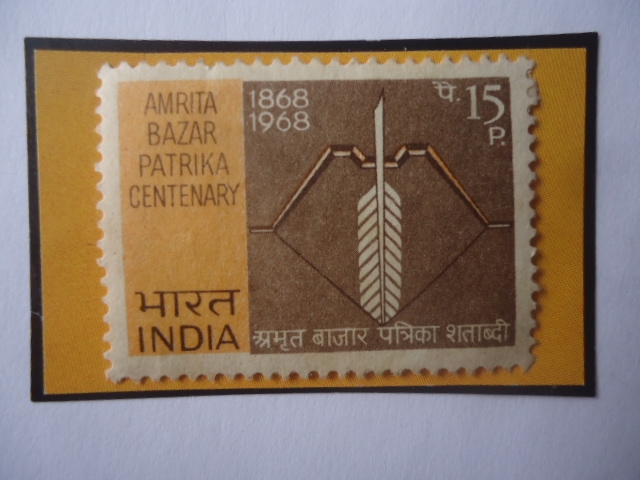 AMRITA
BAZAR
PATRIKA
CENTENARY
1868
1968
पै. 15
P.
भारत
INDIA
अमृत बाजार पत्रिका शताब्दी